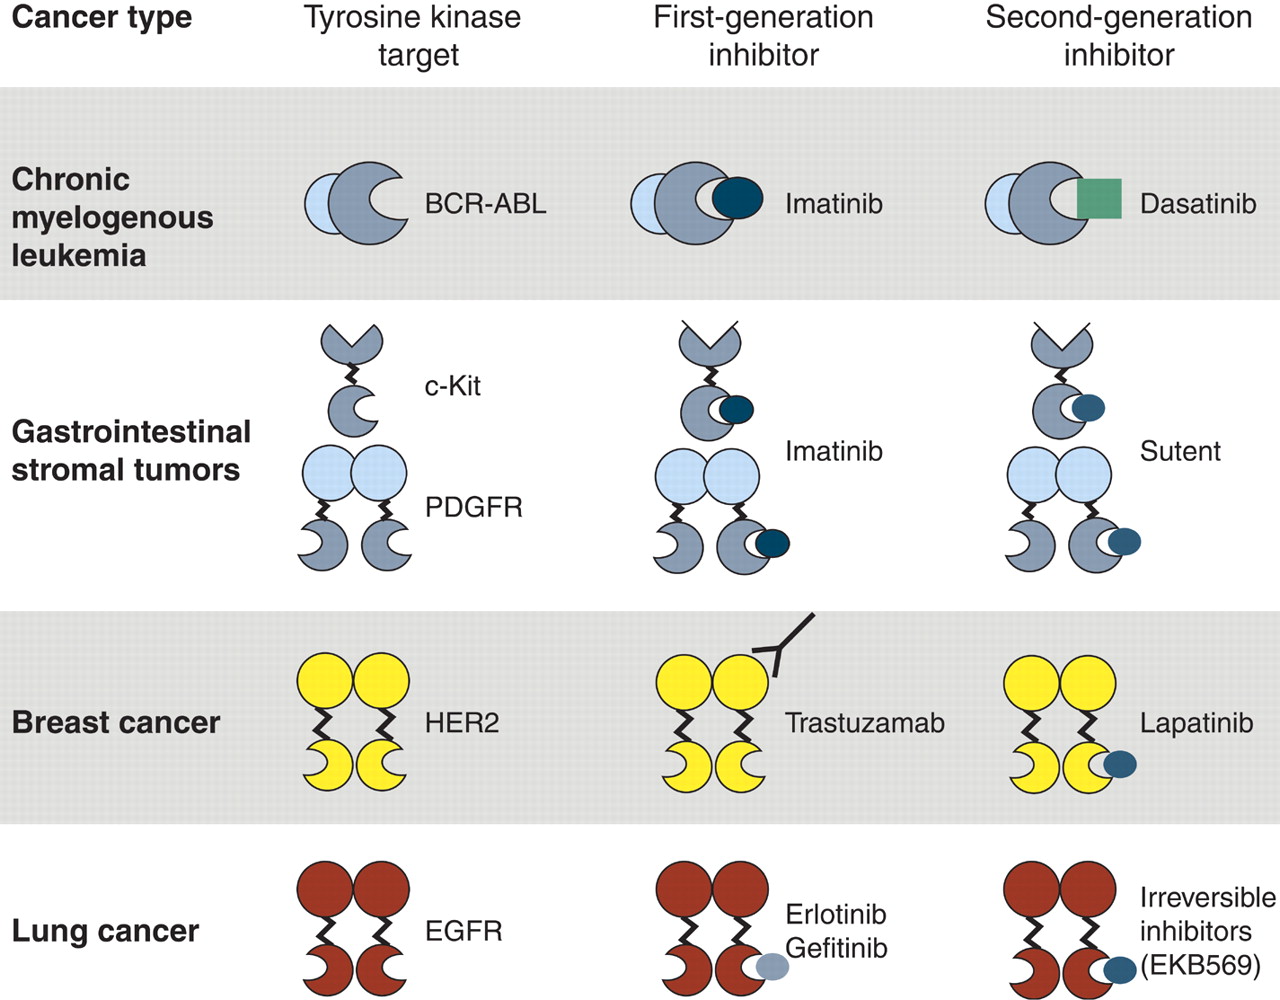 Cancer type
Tyrosine kinase
target
First-generation
inhibitor
Second-generation
inhibitor
Chronic
myelogenous
leukemia
BCR-ABL
Imatinib
Dasatinib
Gastrointestinal
stromal tumors
c-Kit
PDGFR
Imatinib
Sutent
Breast cancer
HER2
Trastuzamab
Lapatinib
Lung cancer
EGFR
Erlotinib
Gefitinib
Irreversible
inhibitors
(EKB569)